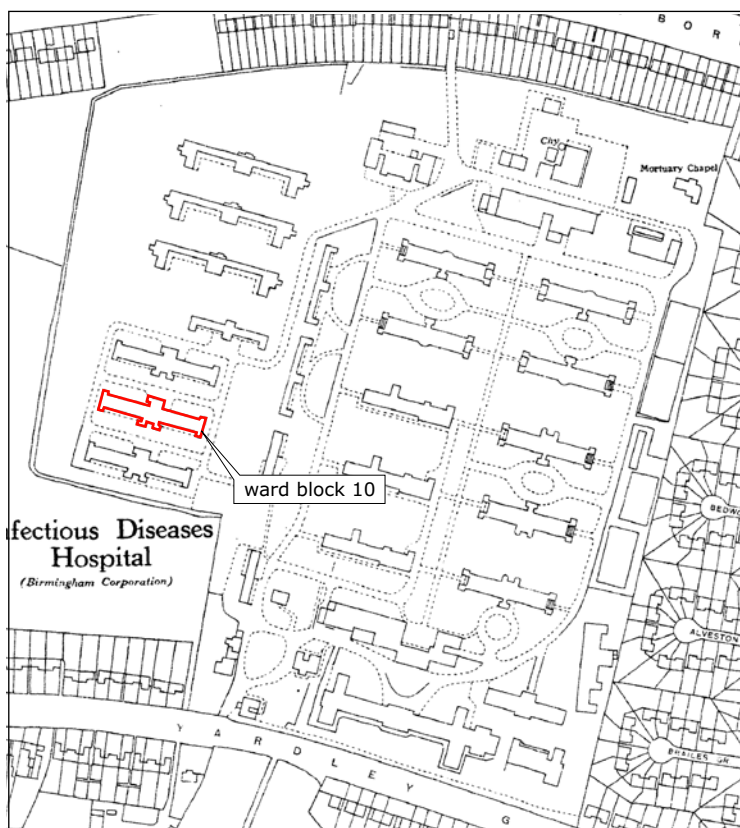 B O R
City
Mortuary Chapel
ward block 10
nfectious Diseases
Hospital
(Birmingham Corporation)
BEDWO
ALVESTON
BRAILES GR
Y A R D L E Y G